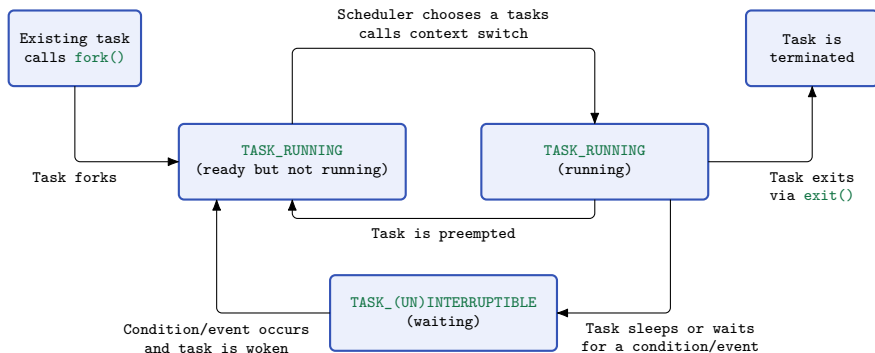 Scheduler chooses a tasks
calls context switch
Existing task
calls fork()
Task is
terminated
TASK_RUNNING
(ready but not running)
TASK_RUNNING
(running)
Task forks
Task exits
via exit()
Task is preempted
TASK_(UN)INTERRUPTIBLE
(waiting)
Condition/event occurs
and task is woken
Task sleeps or waits
for a condition/event